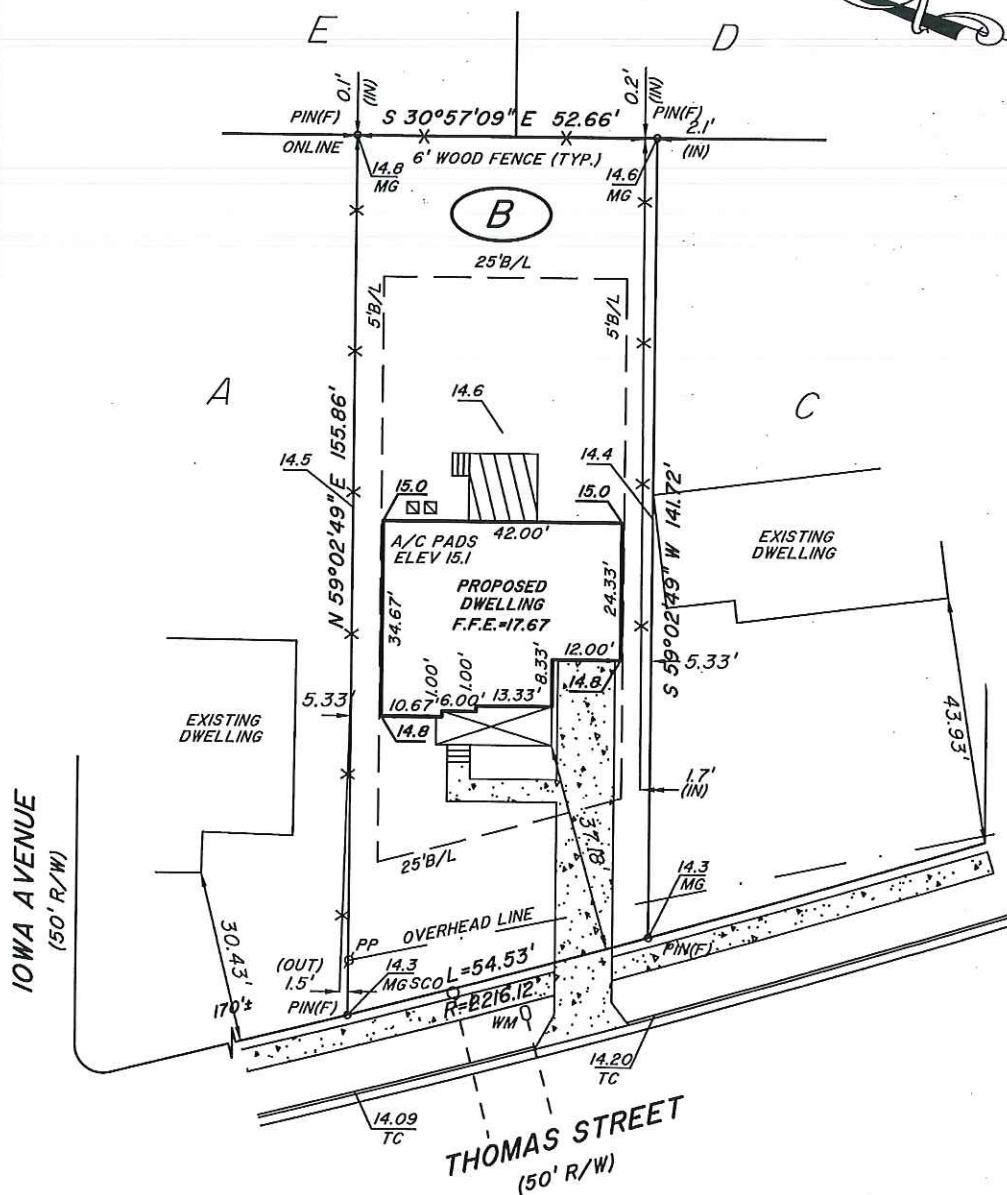 E
D
0.1'
(IN)
0.2'
(IN)
PIN(F)
S 30°57'09" E 52.66'
PIN(F)
2.1'
(IN)
ONLINE
6' WOOD FENCE (TYP.)
14.8
MG
14.6
MG
B
25'B/L
5'B/L
5'B/L
A
C
14.6
N 59°02'49" E 155.86'
14.5
14.4
S 59°02'49" W 141.72'
15.0
15.0
42.00'
A/C PADS
ELEV 15.1
EXISTING
DWELLING
PROPOSED
DWELLING
F.F.E.=17.67
34.67'
24.33'
8.33'
12.00'
1.00'
1.00'
10.67'
6.00'
13.33'
14.8
14.8
5.33'
5.33'
EXISTING
DWELLING
43.93'
1.7'
(IN)
37.18'
25'B/L
IOWA AVENUE
(50' R/W)
30.43'
14.3
MG
PP
OVERHEAD LINE
(OUT)
1.5'
14.3
MG
SCO
L=54.53'
PIN(F)
170'±
PIN(F)
R=2216.12
WM
14.20
TC
14.09
TC
THOMAS STREET
(50' R/W)